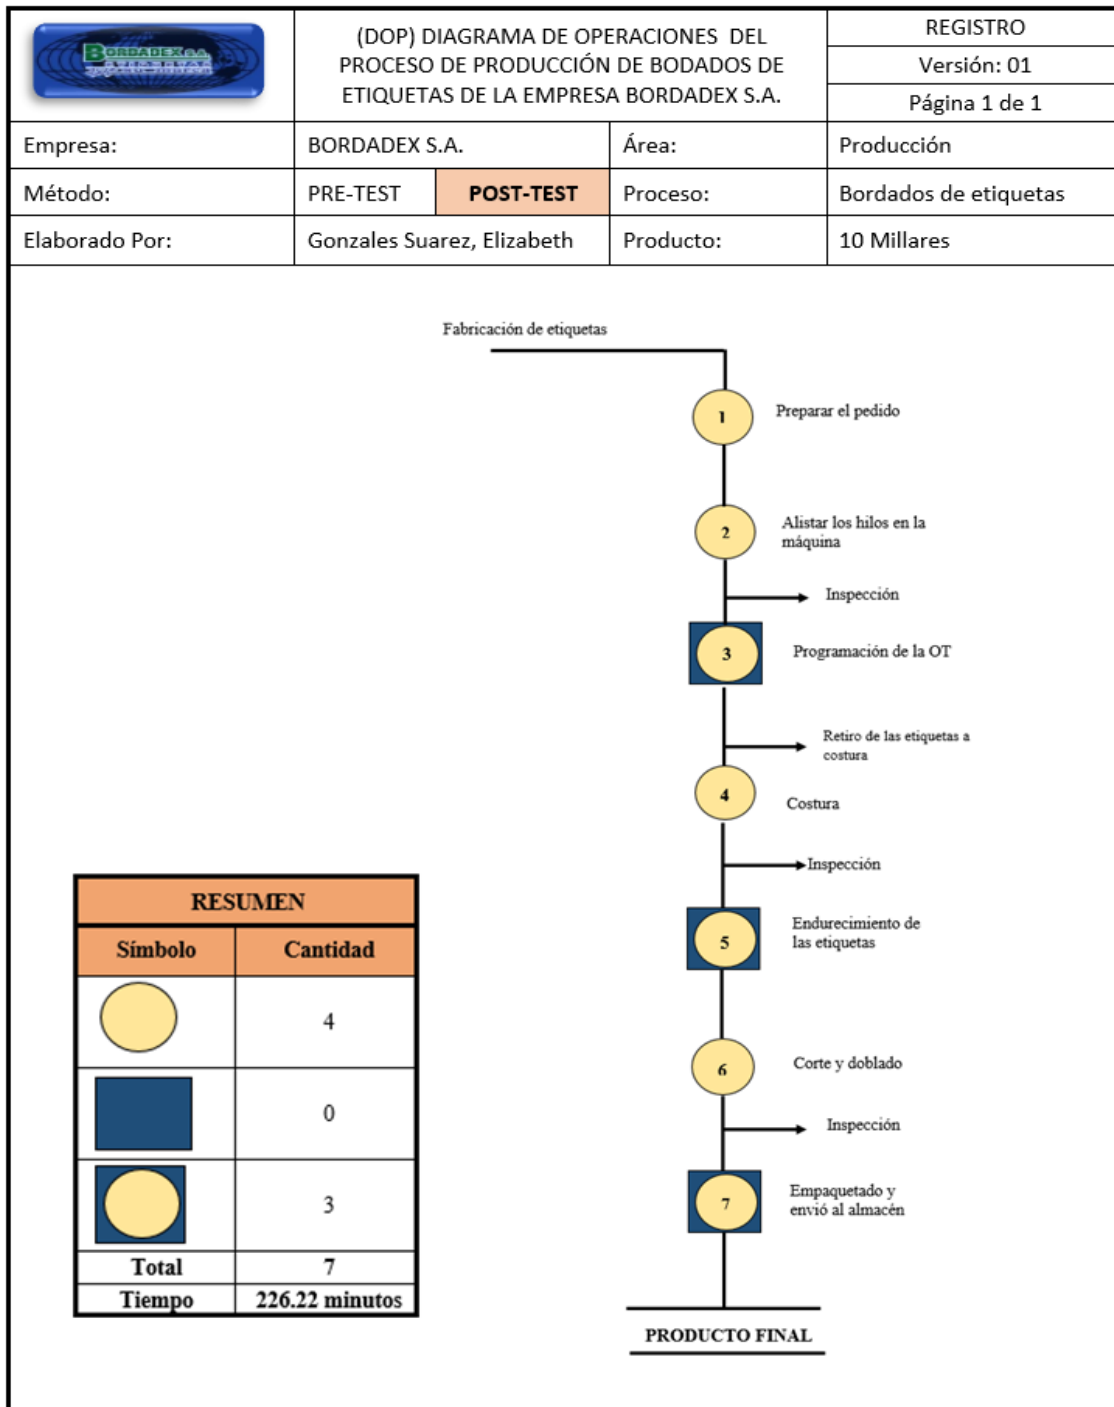 BORDADEX S.A.
(DOP) DIAGRAMA DE OPERACIONES DEL
PROCESO DE PRODUCCIÓN DE BODADOS DE
ETIQUETAS DE LA EMPRESA BORDADEX S.A.
REGISTRO
Versión: 01
Página 1 de 1
Empresa:
BORDADEX S.A.
Área:
Producción
Método:
PRE-TEST
POST-TEST
Proceso:
Bordados de etiquetas
Elaborado Por:
Gonzales Suarez, Elizabeth
Producto:
10 Millares
Fabricación de etiquetas
1
Preparar el pedido
2
Alistar los hilos en la
máquina
Inspección
3
Programación de la OT
Retiro de las etiquetas a
costura
4
Costura
Inspección
5
Endurecimiento de
las etiquetas
6
Corte y doblado
Inspección
7
Empaquetado y
envió al almacén
PRODUCTO FINAL
RESUMEN
Símbolo
Cantidad
4
0
3
Total
7
Tiempo
226.22 minutos